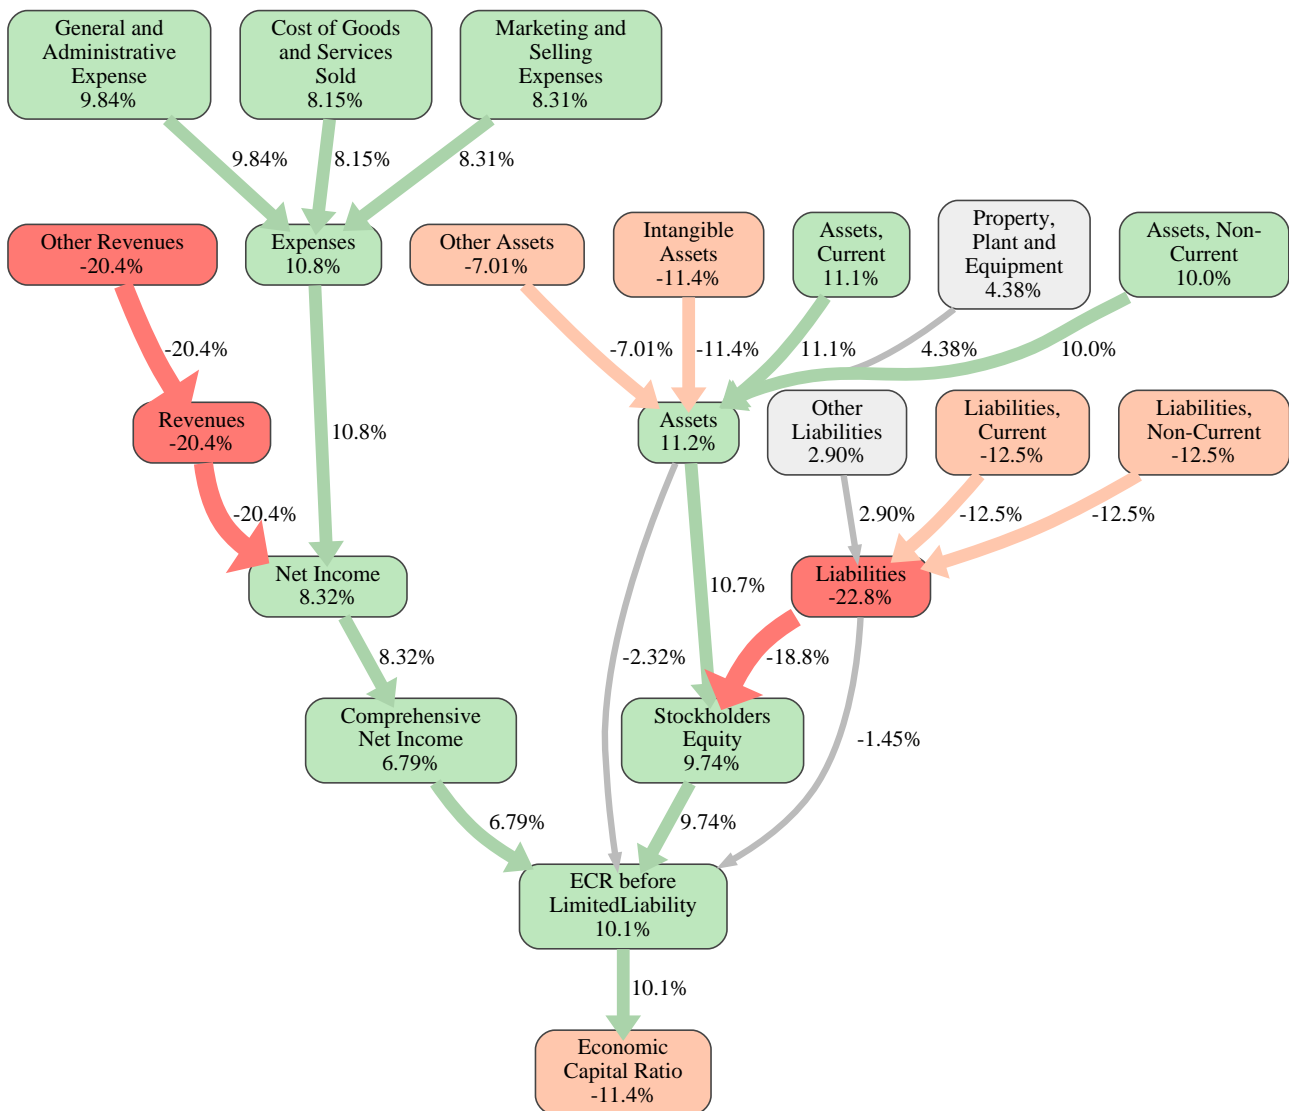 General and
Administrative
Expense
9.84%
Cost of Goods
and Services
Sold
8.15%
Marketing and
Selling
Expenses
8.31%
9.84%
8.15%
8.31%
Other Revenues
-20.4%
Expenses
10.8%
Other Assets
-7.01%
Intangible
Assets
-11.4%
Assets,
Current
11.1%
Property,
Plant and
Equipment
4.38%
Assets, Non-
Current
10.0%
-20.4%
-7.01%
-11.4%
11.1%
4.38%
10.0%
Revenues
-20.4%
10.8%
Assets
11.2%
Other
Liabilities
2.90%
Liabilities,
Current
-12.5%
Liabilities,
Non-Current
-12.5%
-20.4%
2.90%
-12.5%
-12.5%
Net Income
8.32%
10.7%
Liabilities
-22.8%
8.32%
-2.32%
-18.8%
Comprehensive
Net Income
6.79%
Stockholders
Equity
9.74%
-1.45%
6.79%
9.74%
ECR before
LimitedLiability
10.1%
10.1%
Economic
Capital Ratio
-11.4%